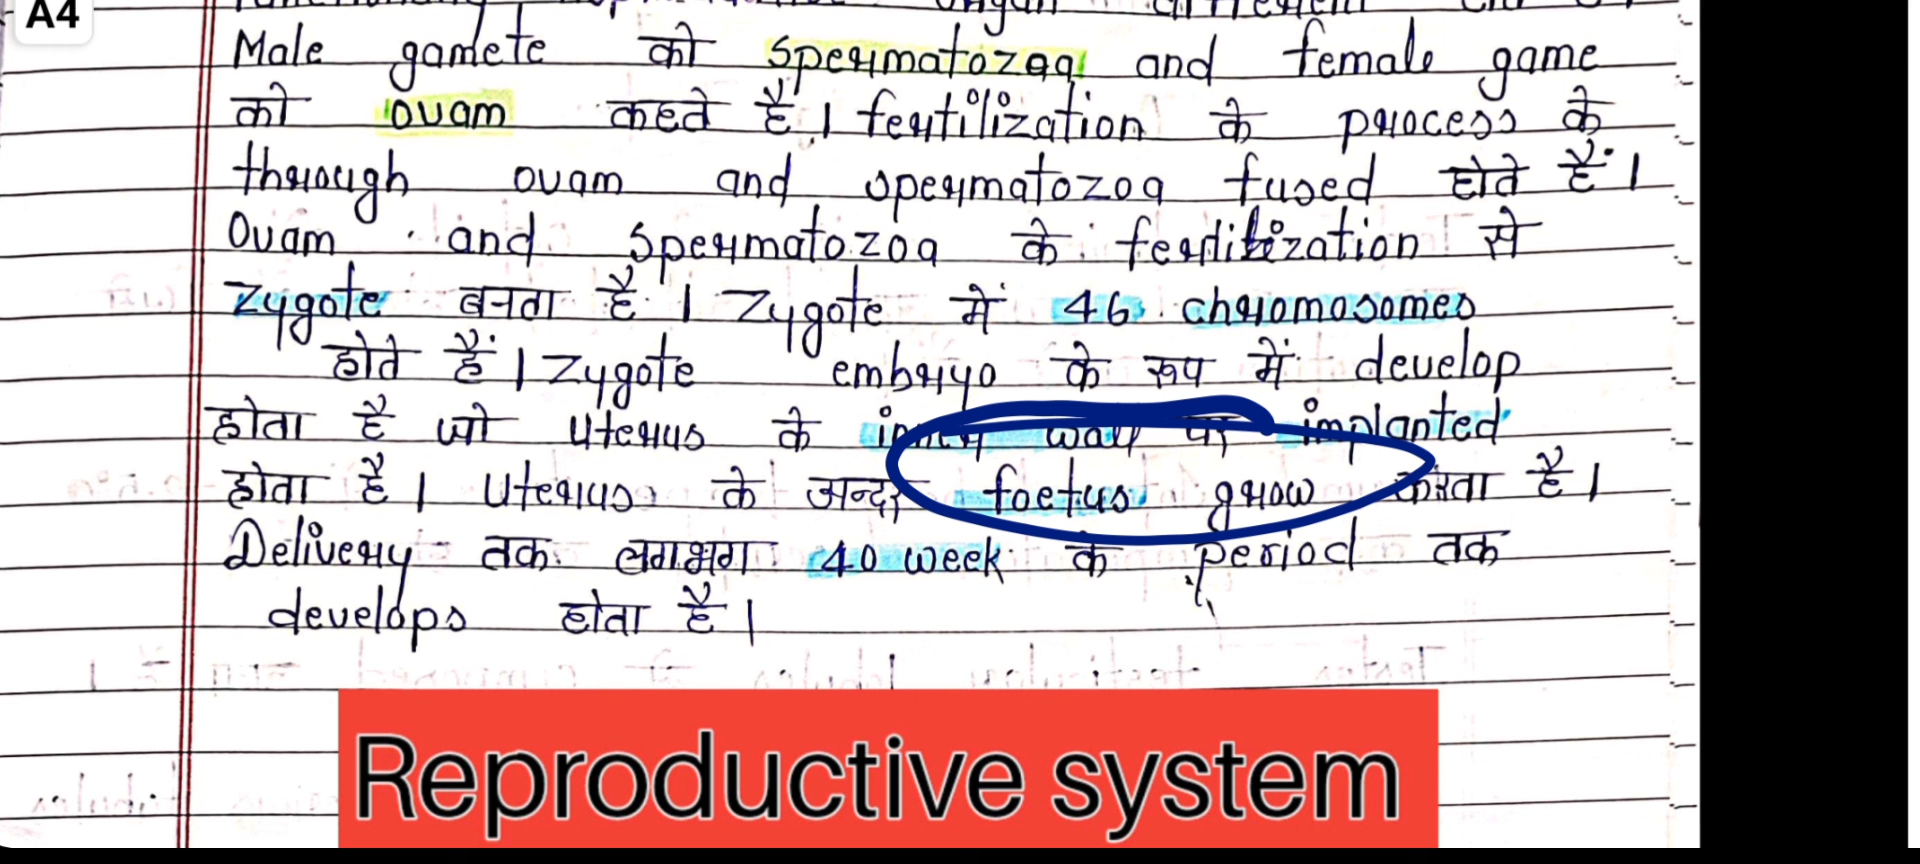 A4
Male gamete को spermatozoa and female game
को ovam कहते हैं। fertilization के process के
through ovam and spermatozoa fused होते हैं।
Ovam and spermatozoa के fertilization से
zygote बनता है। Zygote में 46 chromosomes
होते हैं। Zygote embryo के रूप में develop
होता है जो uterus के inner wall पर implanted
होता है। Uterus के अन्दर foetus grow करता है।
Delivery तक लगभग 40 week के period तक
develops होता है।
Reproductive system